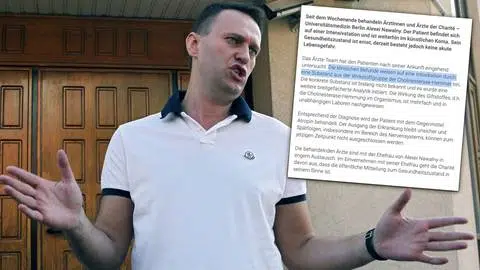 Seit dem Wochenende behandeln Ärztinnen und Ärzte der Charité –
Universitätsmedizin Berlin Alexei Nawalny. Der Patient befindet sich
auf einer Intensivstation und ist weiterhin im künstlichen Koma. Sein
Gesundheitszustand ist ernst, derzeit besteht jedoch keine akute
Lebensgefahr.
Das Ärzte-Team hat den Patienten nach seiner Ankunft eingehend
untersucht. Die klinischen Befunde weisen auf eine Intoxikation durch
eine Substanz aus der Wirkstoffgruppe der Cholinesterase-Hemmer hin.
Die konkrete Substanz ist bislang nicht bekannt und es wurde eine
weitere breitgefächerte Analytik initiiert. Die Wirkung des Giftstoffes, d.h.
die Cholinesterase-Hemmung im Organismus, ist mehrfach und in
unabhängigen Laboren nachgewiesen.
Entsprechend der Diagnose wird der Patient mit dem Gegenmittel
Atropin behandelt. Der Ausgang der Erkrankung bleibt unsicher und
Spätfolgen, insbesondere im Bereich des Nervensystems, können zum
jetzigen Zeitpunkt nicht ausgeschlossen werden.
Die behandelnden Ärzte sind mit der Ehefrau von Alexei Nawalny in
engem Austausch. Im Einvernehmen mit seiner Ehefrau geht die Charité
davon aus, dass die öffentliche Mitteilung zum Gesundheitszustand in
seinem Sinne ist.